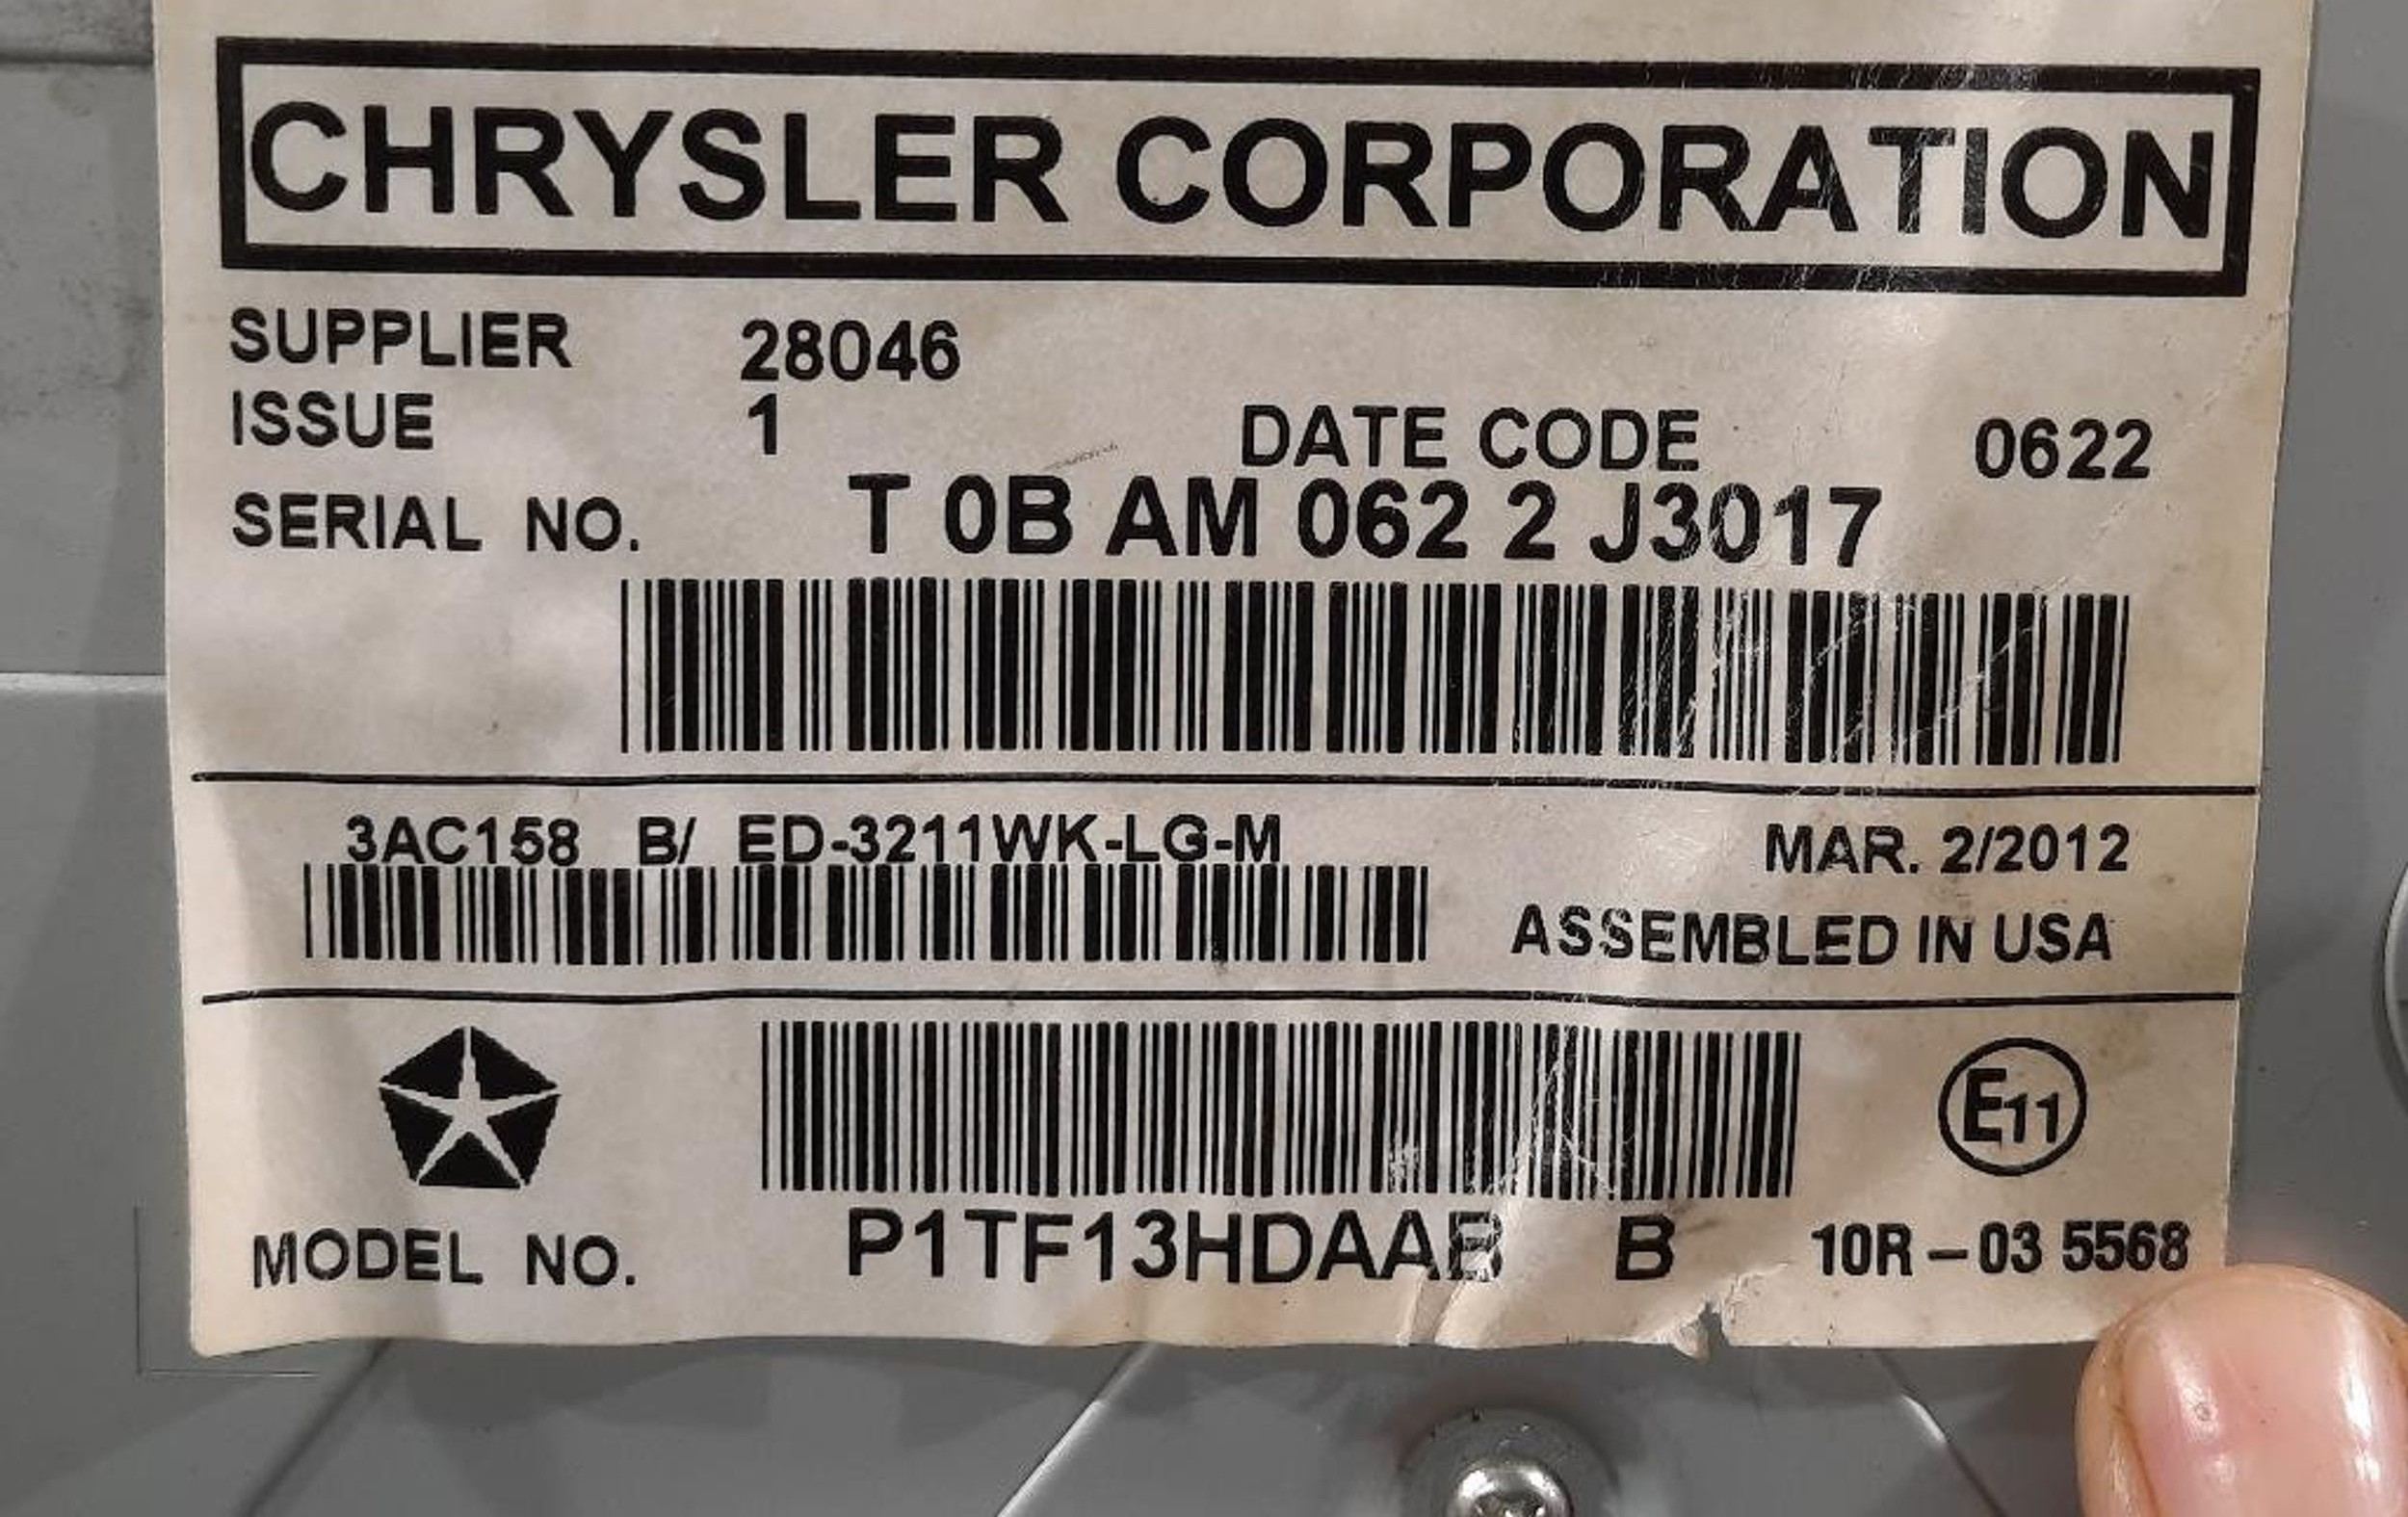 CHRYSLER CORPORATION
SUPPLIER 28046
ISSUE 1 DATE CODE 0622
SERIAL NO. T 0B AM 062 2 J3017
3AC158 B/ ED-3211WK-LG-M MAR. 2/2012
ASSEMBLED IN USA
E11
MODEL NO. P1TF13HDAAB B 10R-03 5568